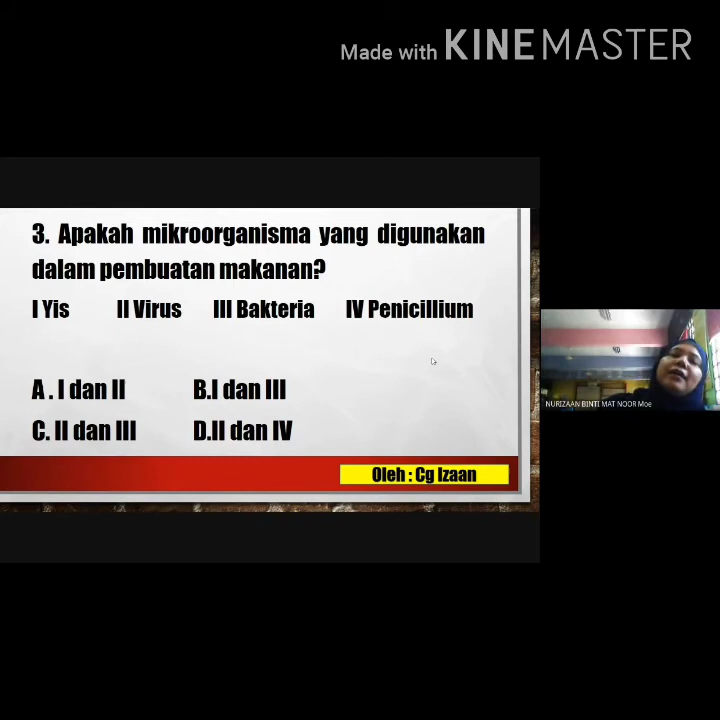 Made with KINEMASTER
3. Apakah mikroorganisma yang digunakan
dalam pembuatan makanan?
I Yis II Virus III Bakteria IV Penicillium
A . I dan II B.I dan III
C. II dan III D.II dan IV
Oleh : Cg Izaan
NURIZAAN BINTI MAT NOOR Moe